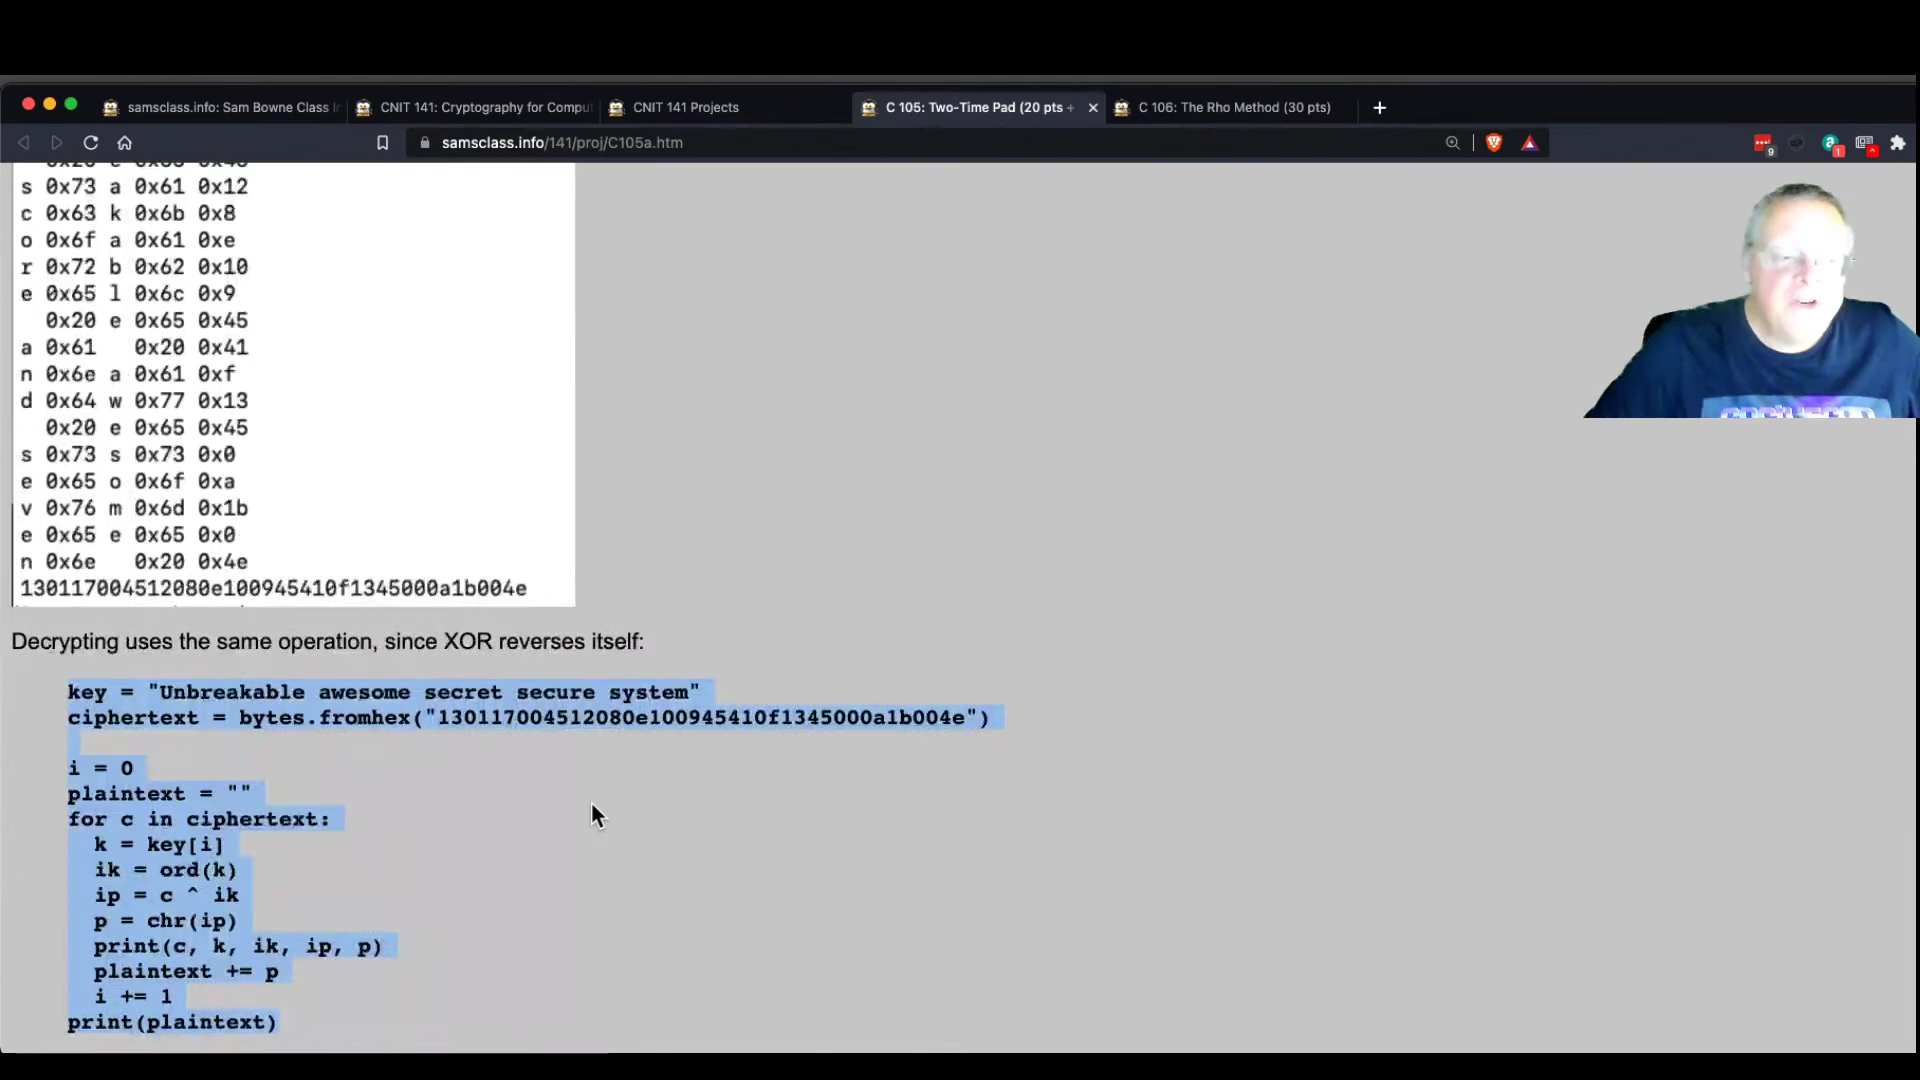 samsclass.info: Sam Bowne Class I
CNIT 141: Cryptography for Compu
CNIT 141 Projects
C 105: Two-Time Pad (20 pts +
C 106: The Rho Method (30 pts)
samsclass.info/141/proj/C105a.htm
9
1
s 0x73 a 0x61 0x12
c 0x63 k 0x6b 0x8
o 0x6f a 0x61 0xe
r 0x72 b 0x62 0x10
e 0x65 l 0x6c 0x9
0x20 e 0x65 0x45
a 0x61 0x20 0x41
n 0x6e a 0x61 0xf
d 0x64 w 0x77 0x13
0x20 e 0x65 0x45
s 0x73 s 0x73 0x0
e 0x65 o 0x6f 0xa
v 0x76 m 0x6d 0x1b
e 0x65 e 0x65 0x0
n 0x6e 0x20 0x4e
130117004512080e100945410f1345000a1b004e
Decrypting uses the same operation, since XOR reverses itself:
key = "Unbreakable awesome secret secure system"
ciphertext = bytes.fromhex("130117004512080e100945410f1345000a1b004e")
i = 0
plaintext = ""
for c in ciphertext:
k = key[i]
ik = ord(k)
ip = c ^ ik
p = chr(ip)
print(c, k, ik, ip, p)
plaintext += p
i += 1
print(plaintext)